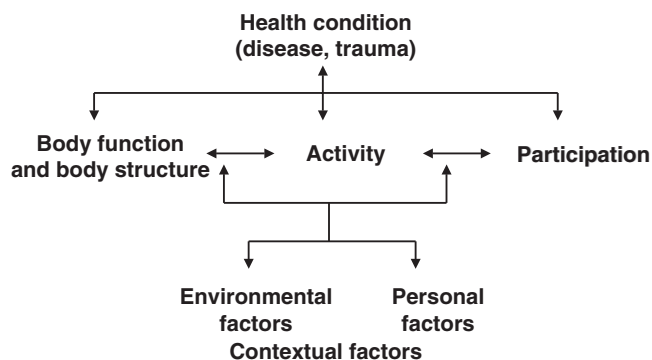 Health condition
(disease, trauma)
Body function
and body structure
Activity
Participation
Environmental
factors
Personal
factors
Contextual factors